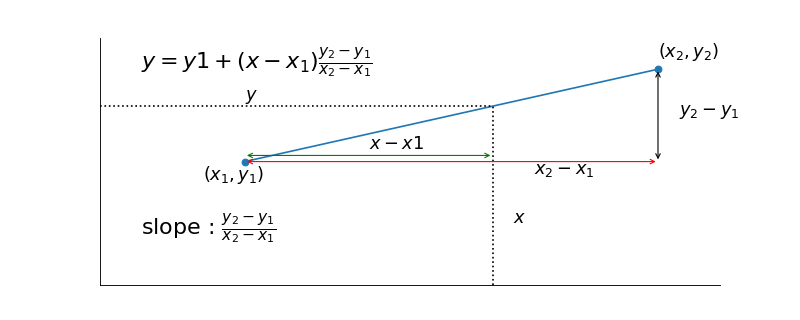 (x₂, y₂)
y = y1 + (x − x₁) (y₂ − y₁)/(x₂ − x₁)
y
y₂ − y₁
x − x1
x₂ − x₁
(x₁, y₁)
x
slope : (y₂ − y₁)/(x₂ − x₁)